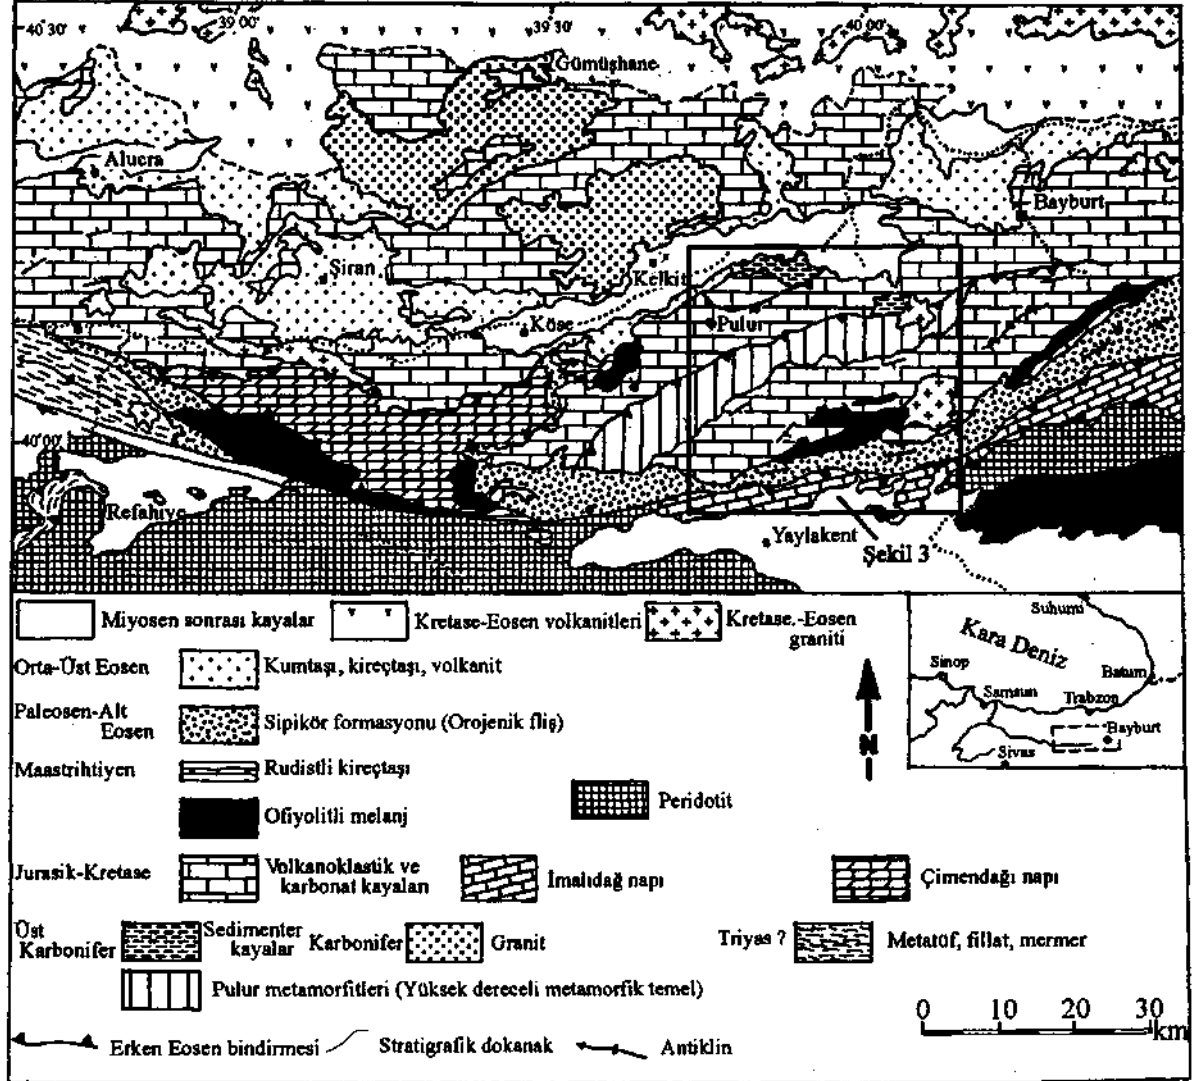 40 30'
39 00'
39 30'
40 00'
Gümüşhane
Alucra
Bayburt
Şiran
Kelkit
Köse
Pulur
40 00'
Refahiye
Yaylakent
Şekil 3
Miyosen sonrası kayalar
Kretase-Eosen volkanitleri
Kretase.-Eosen
graniti
Orta-Üst Eosen
Kumtaşı, kireçtaşı, volkanit
Paleosen-Alt
Eosen
Sipikör formasyonu (Orojenik fliş)
Maastrihtiyen
Rudistli kireçtaşı
Ofiyolitli melanj
Peridotit
Jurasik-Kretase
Volkanoklastik ve
karbonat kayaları
İmalıdağ napı
Çimendağı napı
Üst
Karbonifer
Sedimenter
kayalar
Karbonifer
Granit
Triyas ?
Metatüf, fillat, mermer
Pulur metamorfitleri (Yüksek dereceli metamorfik temel)
Erken Eosen bindirmesi
Stratigrafik dokanak
Antiklin
0 10 20 30
km
N
Suhumi
Kara Deniz
Sinop
Batum
Samsun
Trabzon
Bayburt
Sivas